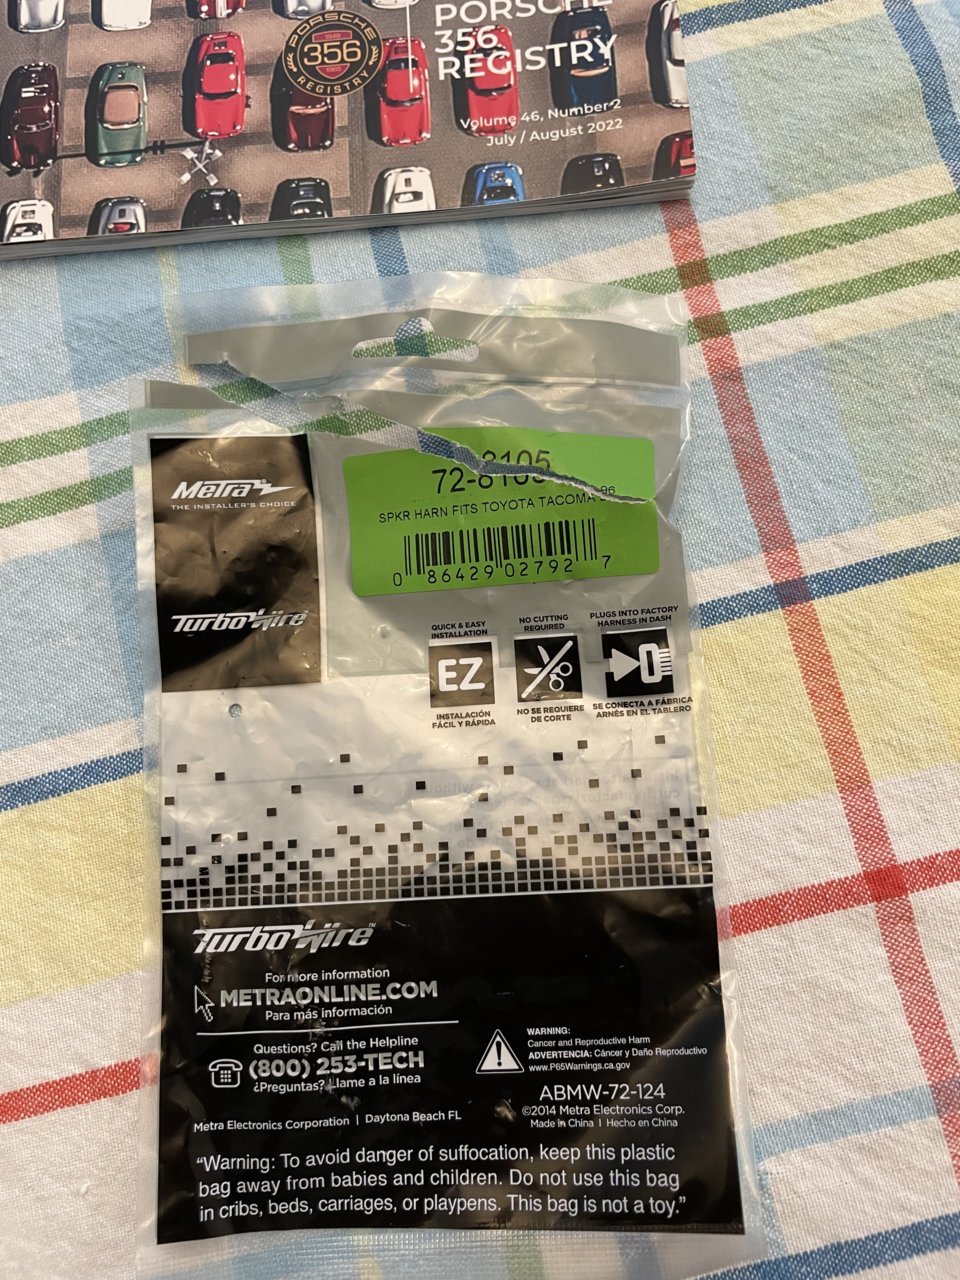 PORSCHE
356
REGISTRY
PORSCHE
356
REGISTRY
Volume 46, Number 2
July / August 2022
72-8105
SPKR HARN FITS TOYOTA TACOMA 96
0 86429 02792 7
Metra
THE INSTALLER'S CHOICE
TurboWire
QUICK & EASY
INSTALLATION
EZ
INSTALACIÓN
FÁCIL Y RÁPIDA
NO CUTTING
REQUIRED
NO SE REQUIERE
DE CORTE
PLUGS INTO FACTORY
HARNESS IN DASH
SE CONECTA A FÁBRICA
ARNÉS EN EL TABLERO
TurboWire™
For more information
METRAONLINE.COM
Para más información
Questions? Call the Helpline
(800) 253-TECH
¿Preguntas? Llame a la línea
Metra Electronics Corporation | Daytona Beach FL
WARNING:
Cancer and Reproductive Harm
ADVERTENCIA: Cáncer y Daño Reproductivo
www.P65Warnings.ca.gov
ABMW-72-124
©2014 Metra Electronics Corp.
Made in China | Hecho en China
“Warning: To avoid danger of suffocation, keep this plastic
bag away from babies and children. Do not use this bag
in cribs, beds, carriages, or playpens. This bag is not a toy.”